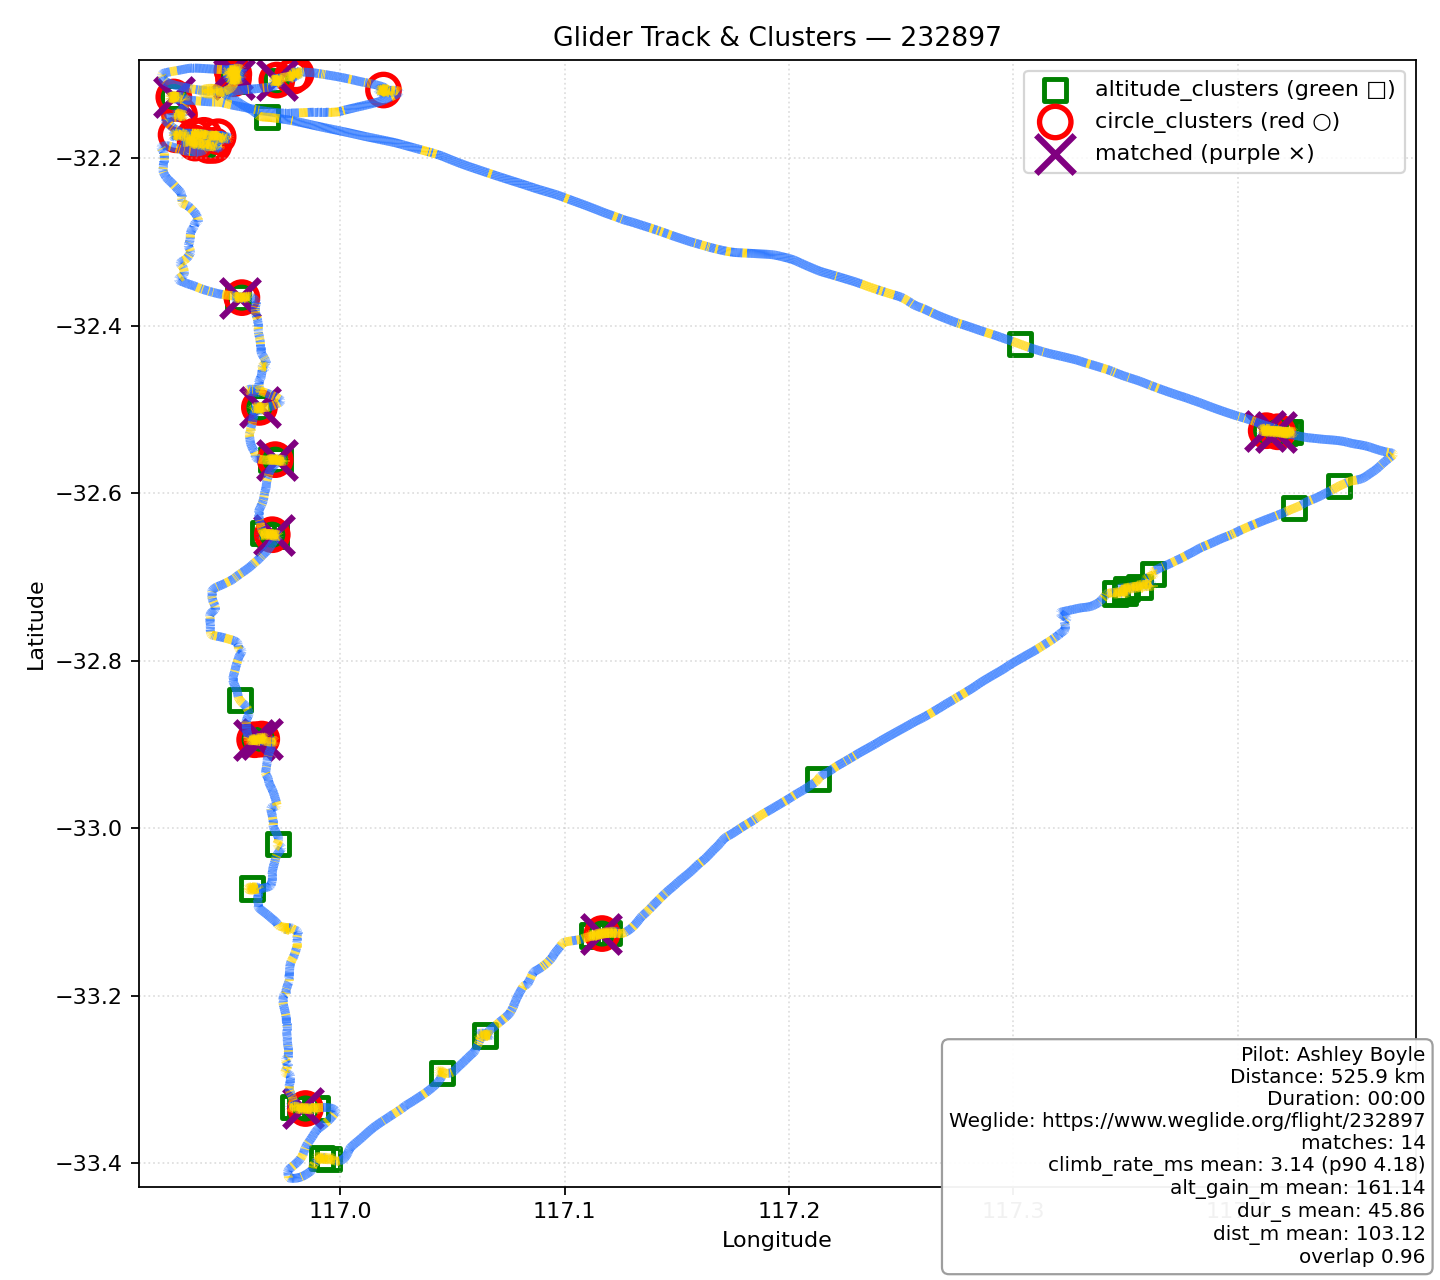 Glider Track & Clusters — 232897
altitude_clusters (green □)
circle_clusters (red ○)
matched (purple ×)
−32.2
−32.4
−32.6
−32.8
−33.0
−33.2
−33.4
Latitude
117.0
117.1
117.2
117.3
Longitude
Pilot: Ashley Boyle
Distance: 525.9 km
Duration: 00:00
Weglide: https://www.weglide.org/flight/232897
matches: 14
climb_rate_ms mean: 3.14 (p90 4.18)
alt_gain_m mean: 161.14
dur_s mean: 45.86
dist_m mean: 103.12
overlap 0.96